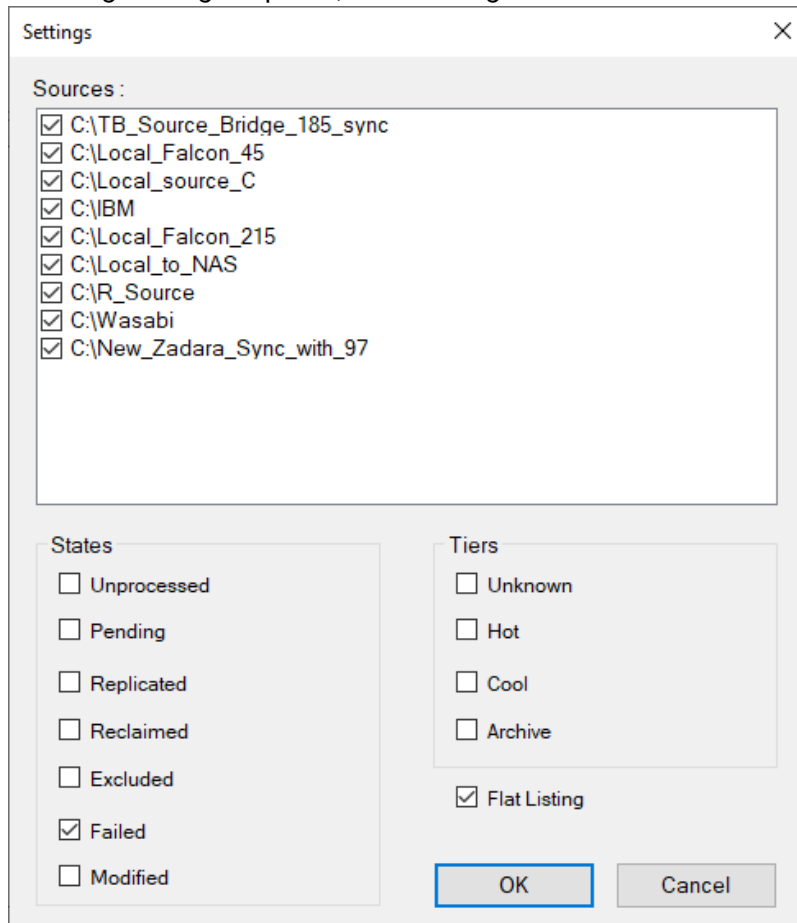 Settings
Sources :
C:\TB_Source_Bridge_185_sync
C:\Local_Falcon_45
C:\Local_source_C
C:\IBM
C:\Local_Falcon_215
C:\Local_to_NAS
C:\R_Source
C:\Wasabi
C:\New_Zadara_Sync_with_97
States
Unprocessed
Pending
Replicated
Reclaimed
Excluded
Failed
Modified
Tiers
Unknown
Hot
Cool
Archive
Flat Listing
OK
Cancel